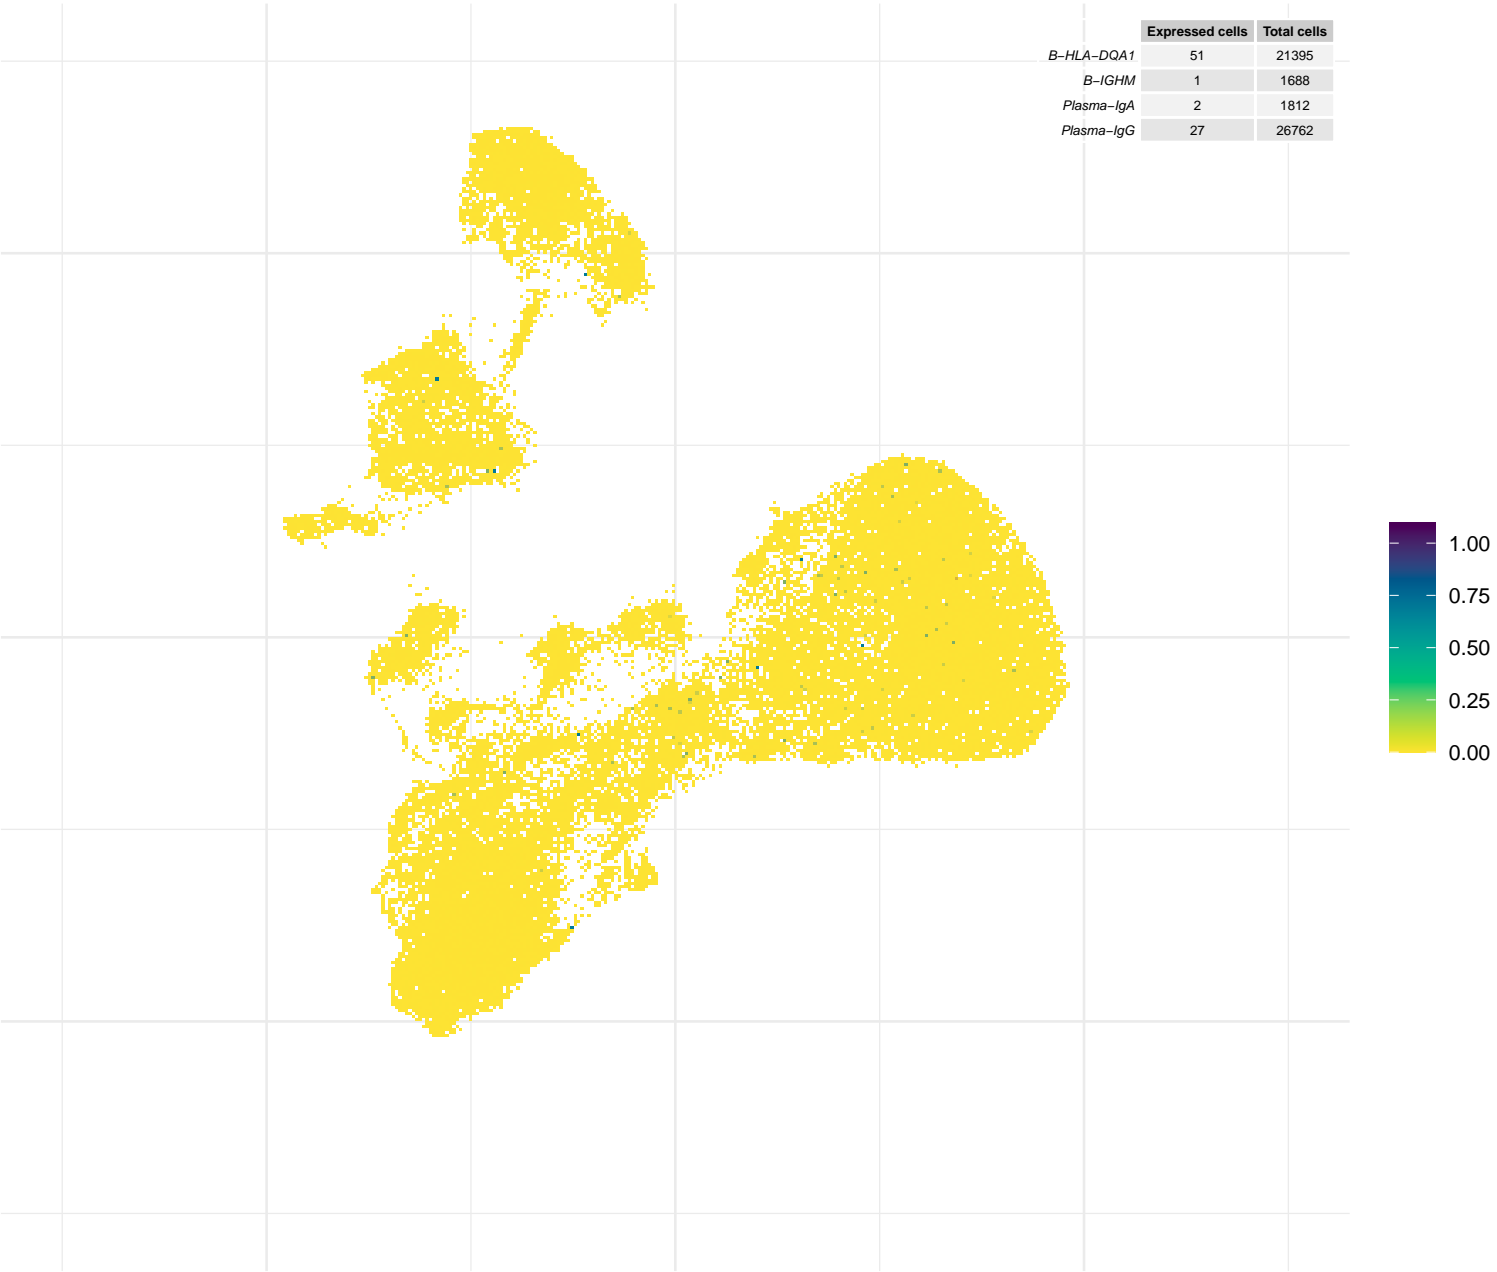 Expressed cells Total cells
B−HLA−DQA1 51 21395
B−IGHM 1 1688
Plasma−IgA 2 1812
Plasma−IgG 27 26762
1.00
0.75
0.50
0.25
0.00